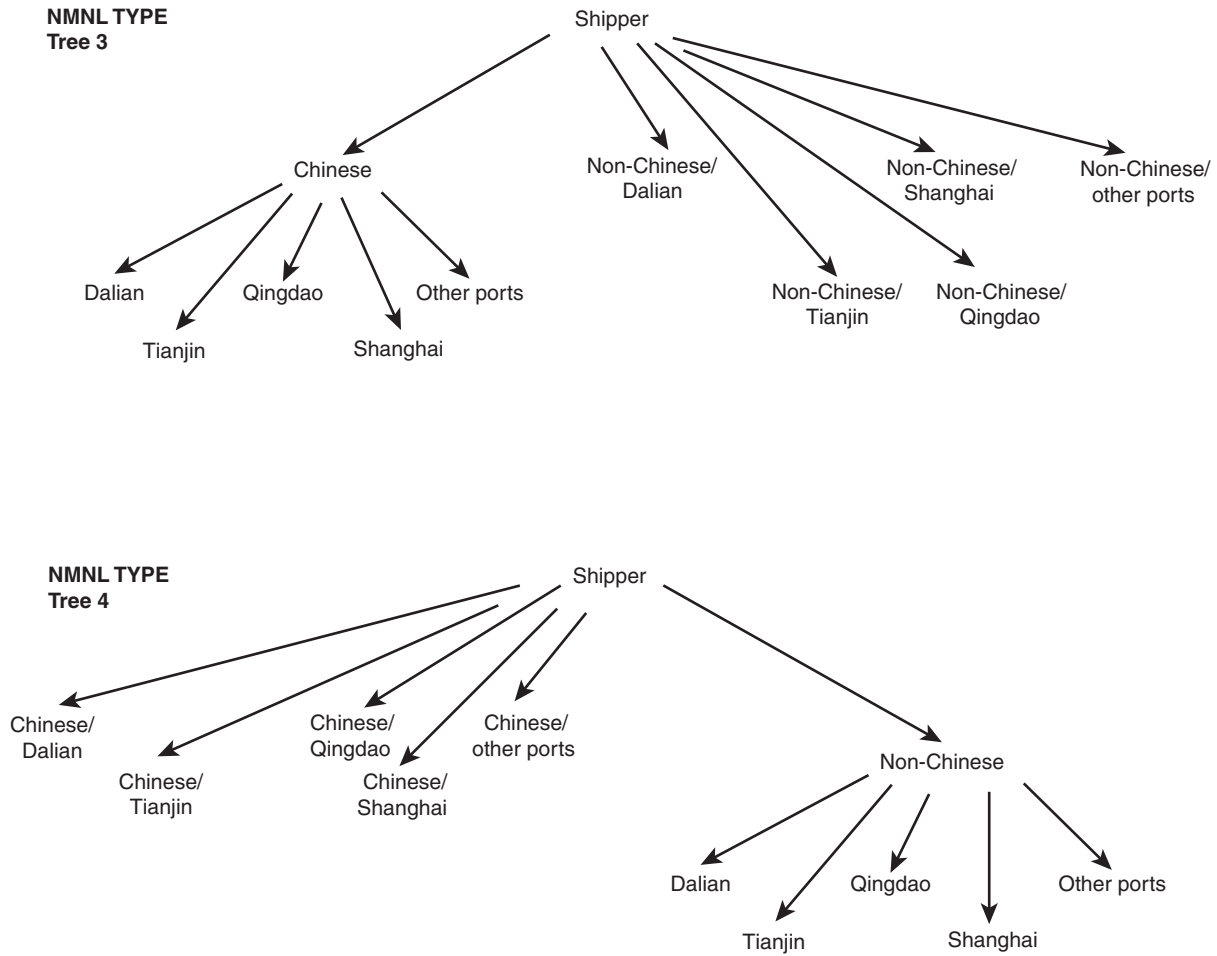 NMNL TYPE
Tree 3
Shipper
Chinese
Non-Chinese/
Dalian
Non-Chinese/
Shanghai
Non-Chinese/
other ports
Dalian
Qingdao
Other ports
Non-Chinese/
Tianjin
Non-Chinese/
Qingdao
Tianjin
Shanghai
NMNL TYPE
Tree 4
Shipper
Chinese/
Dalian
Chinese/
Qingdao
Chinese/
other ports
Chinese/
Tianjin
Chinese/
Shanghai
Non-Chinese
Dalian
Qingdao
Other ports
Tianjin
Shanghai